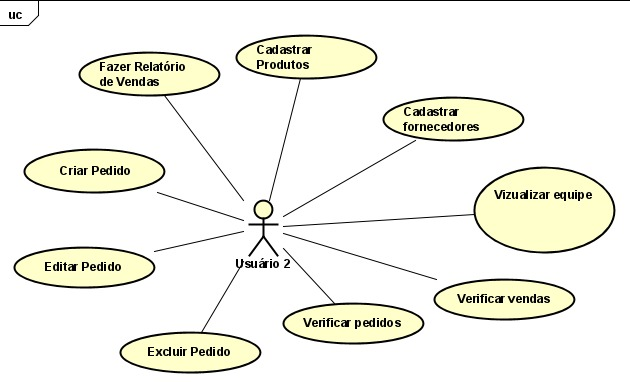 uc
Cadastrar
Produtos
Fazer Relatório
de Vendas
Cadastrar
fornecedores
Criar Pedido
Vizualizar equipe
Usuário 2
Editar Pedido
Verificar vendas
Verificar pedidos
Excluir Pedido